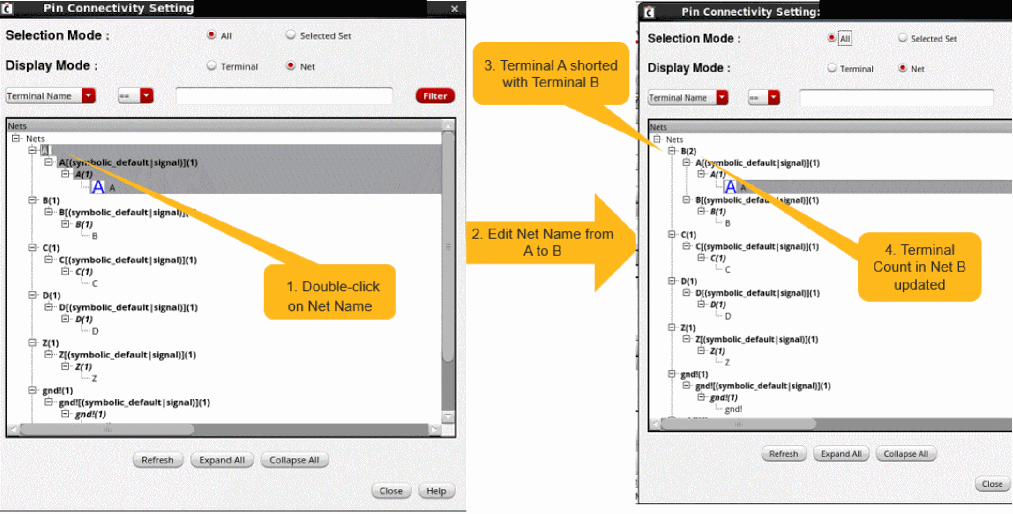 Pin Connectivity Setting
Selection Mode :
All
Selected Set
Display Mode :
Terminal
Net
Terminal Name
==
Filter
Nets
Nets
A
A[(symbolic_default|signal)](1)
A(1)
A A
B(1)
B[(symbolic_default|signal)](1)
B(1)
B
C(1)
C[(symbolic_default|signal)](1)
C(1)
C
D(1)
D[(symbolic_default|signal)](1)
D(1)
D
Z(1)
Z[(symbolic_default|signal)](1)
Z(1)
Z
gnd!(1)
gnd![(symbolic_default|signal)](1)
gnd!(1)
Refresh
Expand All
Collapse All
Close
Help
1. Double-click
on Net Name
2. Edit Net Name from
A to B
3. Terminal A shorted
with Terminal B
Pin Connectivity Setting:
Selection Mode :
All
Selected Set
Display Mode :
Terminal
Net
Terminal Name
==
Nets
Nets
B(2)
A[(symbolic_default|signal)](1)
A(1)
A A
B[(symbolic_default|signal)](1)
B(1)
B
C(1)
C[(symbolic_default|signal)](1)
C(1)
C
D(1)
D[(symbolic_default|signal)](1)
D(1)
D
Z(1)
Z[(symbolic_default|signal)](1)
Z(1)
Z
gnd!(1)
gnd![(symbolic_default|signal)](1)
gnd!(1)
gnd!
4. Terminal
Count in Net B
updated
Refresh
Expand All
Collapse All
Close